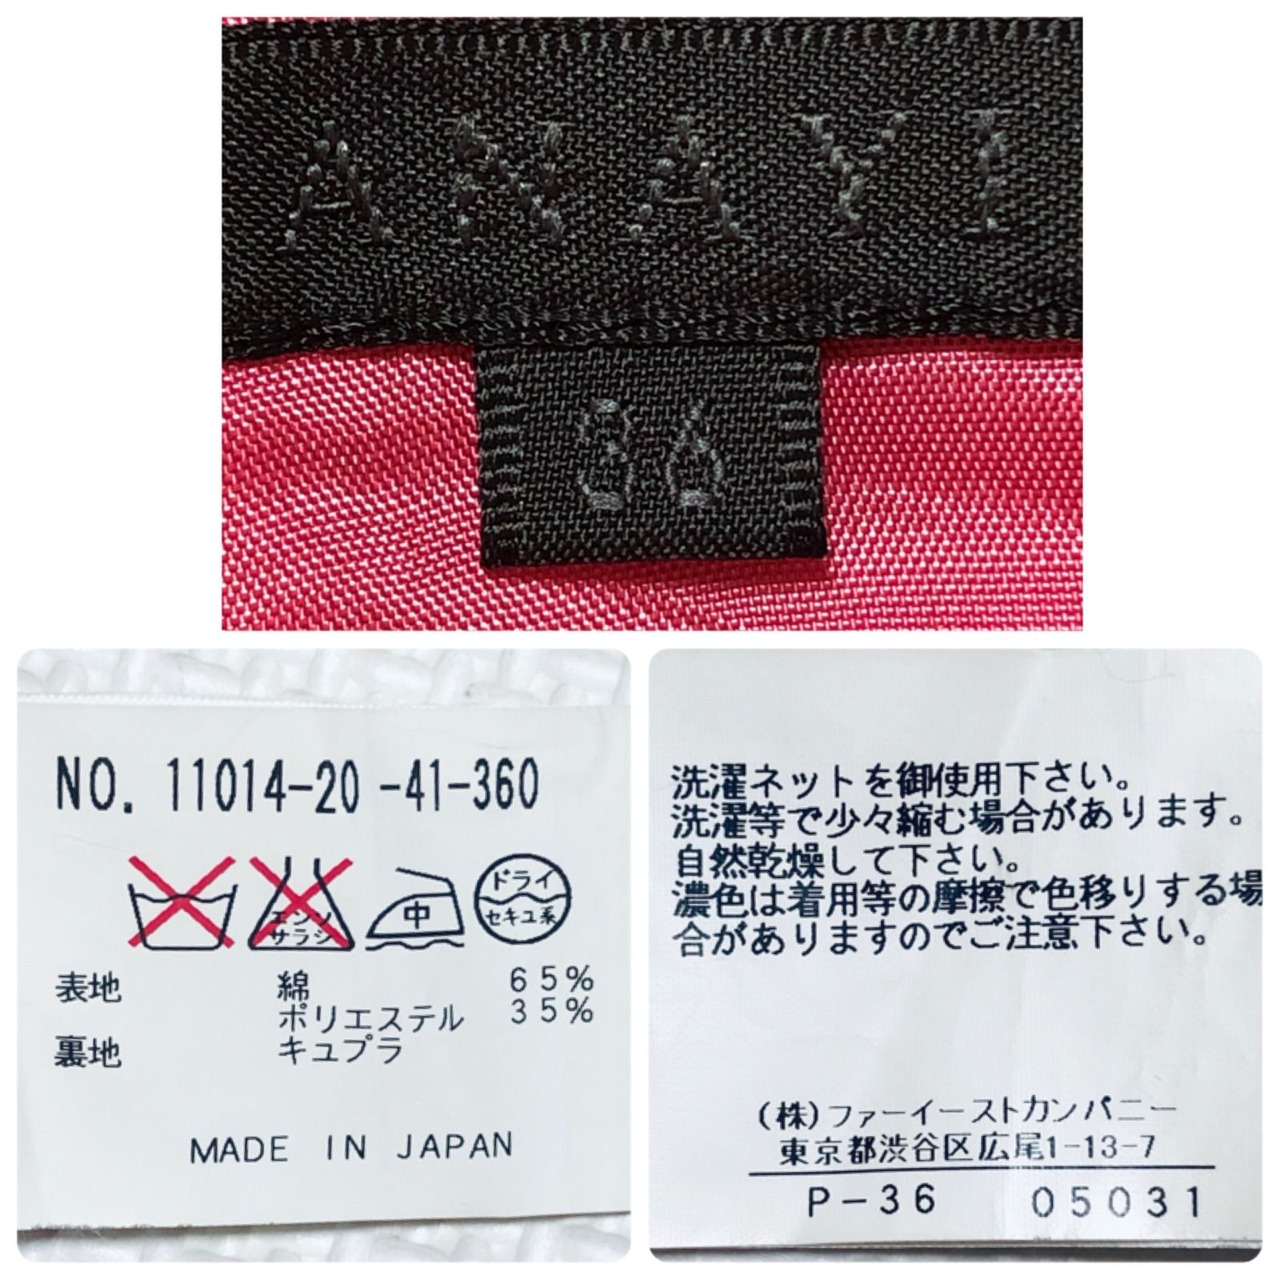 ANAYI
36
NO. 11014-20 -41-360
エンソ
サラシ
中
ドライ
セキユ系
表地 綿 65%
ポリエステル 35%
裏地 キュプラ
MADE IN JAPAN
洗濯ネットを御使用下さい。
洗濯等で少々縮む場合があります。
自然乾燥して下さい。
濃色は着用等の摩擦で色移りする場
合がありますのでご注意下さい。
(株)ファーイーストカンパニー
東京都渋谷区広尾1-13-7
P-36 05031